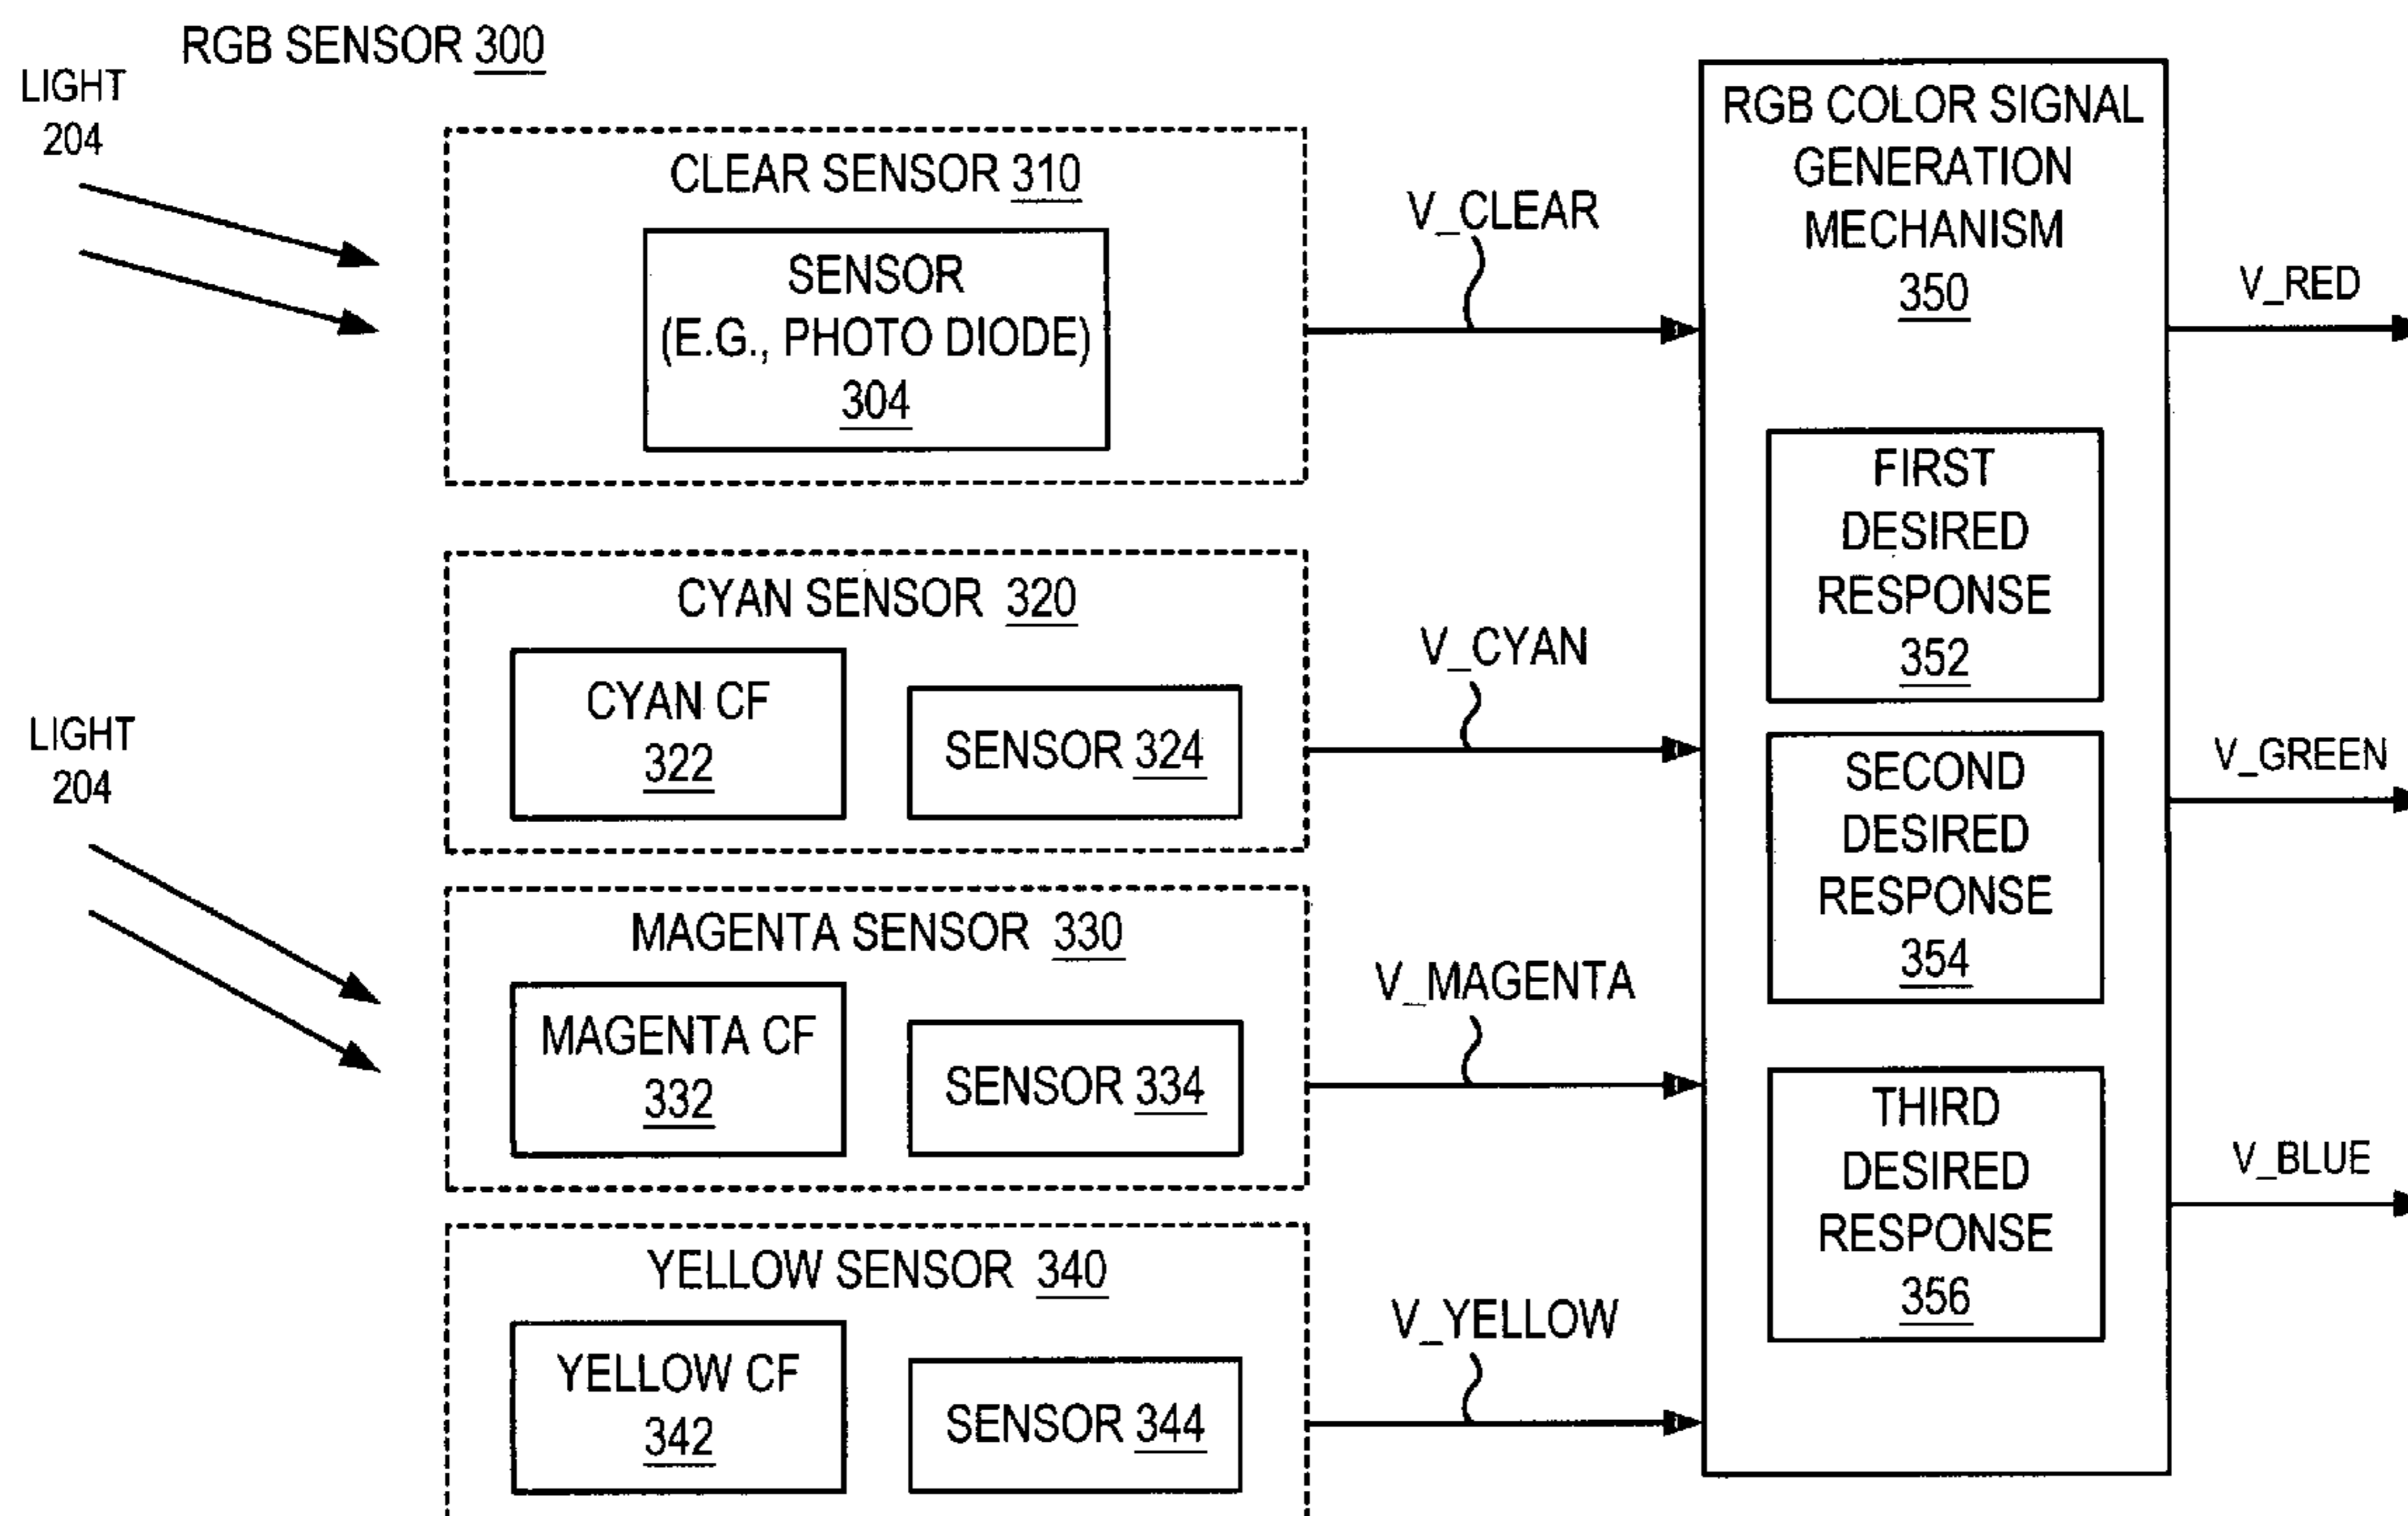 RGB SENSOR 300
LIGHT
204
CLEAR SENSOR 310
SENSOR
(E.G., PHOTO DIODE)
304
V_CLEAR
CYAN SENSOR 320
CYAN CF
322
SENSOR 324
V_CYAN
LIGHT
204
MAGENTA SENSOR 330
MAGENTA CF
332
SENSOR 334
V_MAGENTA
YELLOW SENSOR 340
YELLOW CF
342
SENSOR 344
V_YELLOW
RGB COLOR SIGNAL
GENERATION
MECHANISM
350
FIRST
DESIRED
RESPONSE
352
SECOND
DESIRED
RESPONSE
354
THIRD
DESIRED
RESPONSE
356
V_RED
V_GREEN
V_BLUE